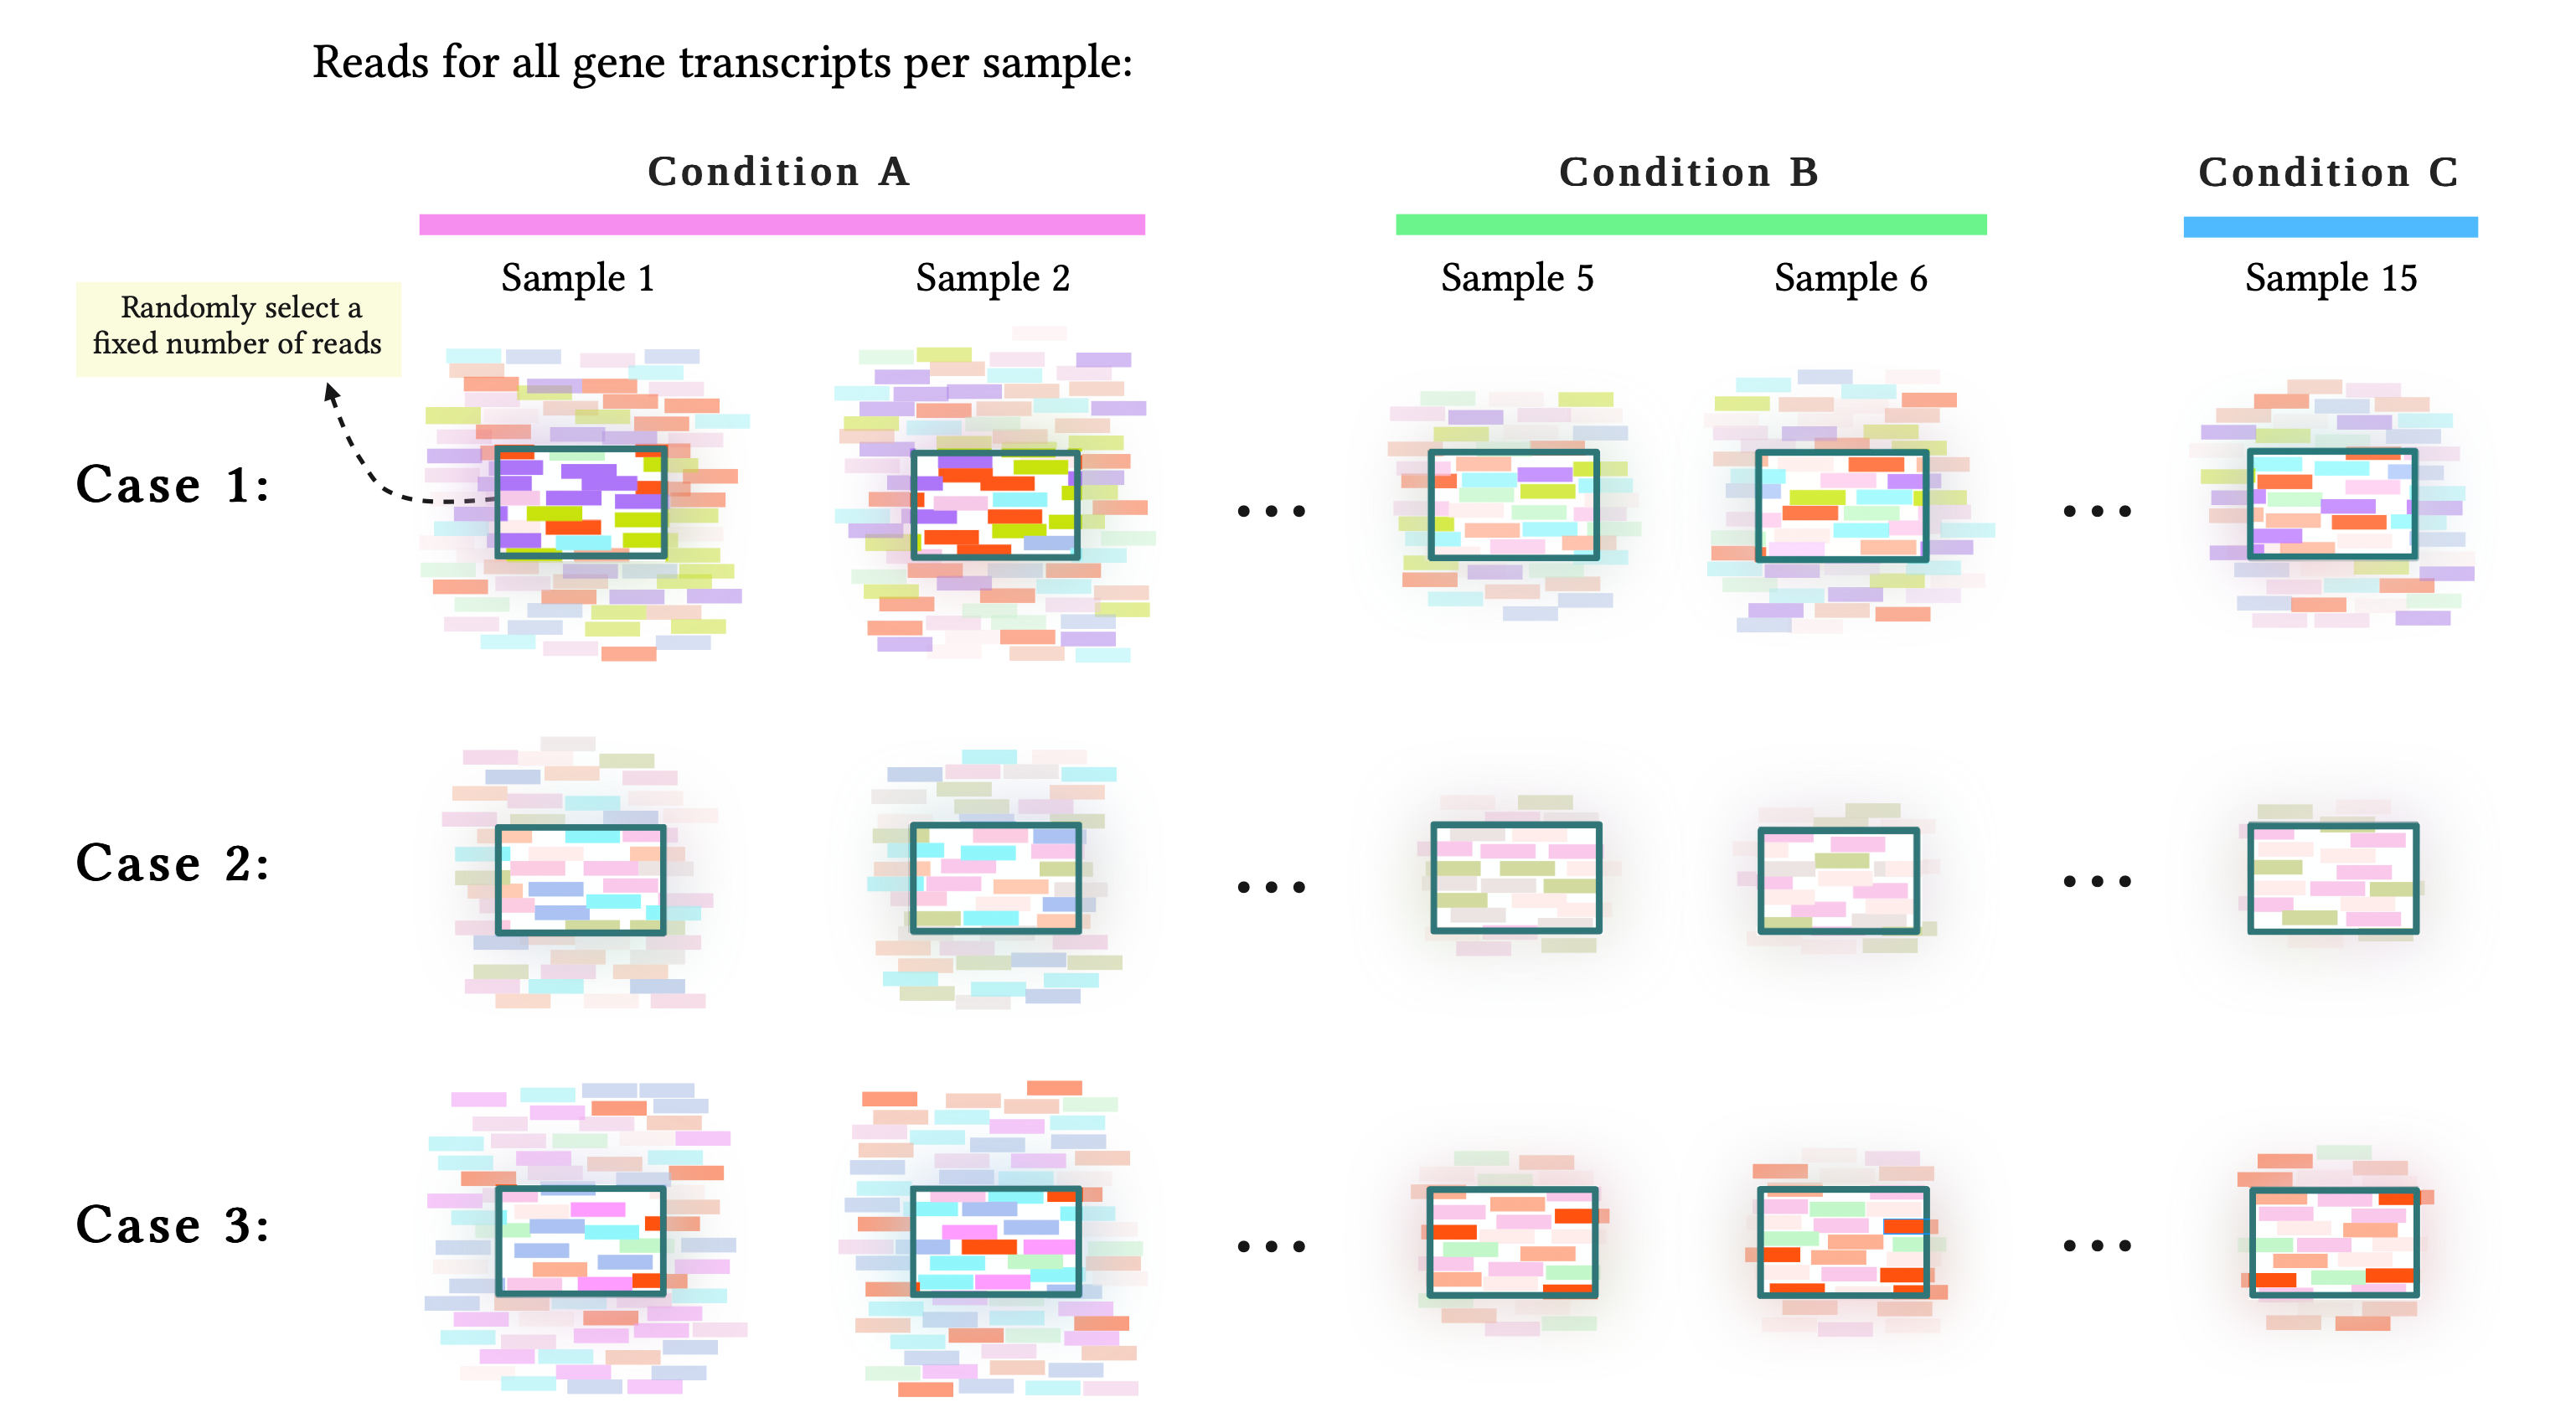 Reads for all gene transcripts per sample:
Condition A
Condition B
Condition C
Sample 1
Sample 2
Sample 5
Sample 6
Sample 15
Randomly select a
fixed number of reads
Case 1:
...
...
Case 2:
...
...
Case 3:
...
...